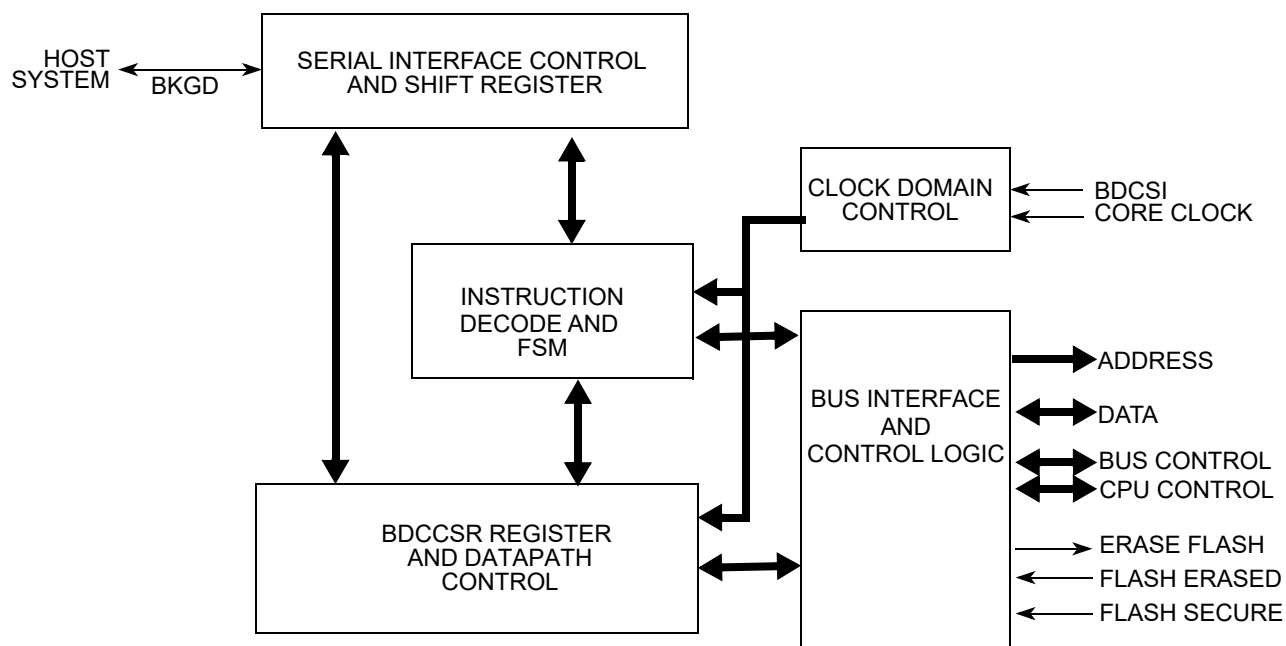 HOST
SYSTEM
BKGD
SERIAL INTERFACE CONTROL
AND SHIFT REGISTER
CLOCK DOMAIN
CONTROL
BDCSI
CORE CLOCK
INSTRUCTION
DECODE AND
FSM
BUS INTERFACE
AND
CONTROL LOGIC
ADDRESS
DATA
BUS CONTROL
CPU CONTROL
ERASE FLASH
FLASH ERASED
FLASH SECURE
BDCCSR REGISTER
AND DATAPATH
CONTROL